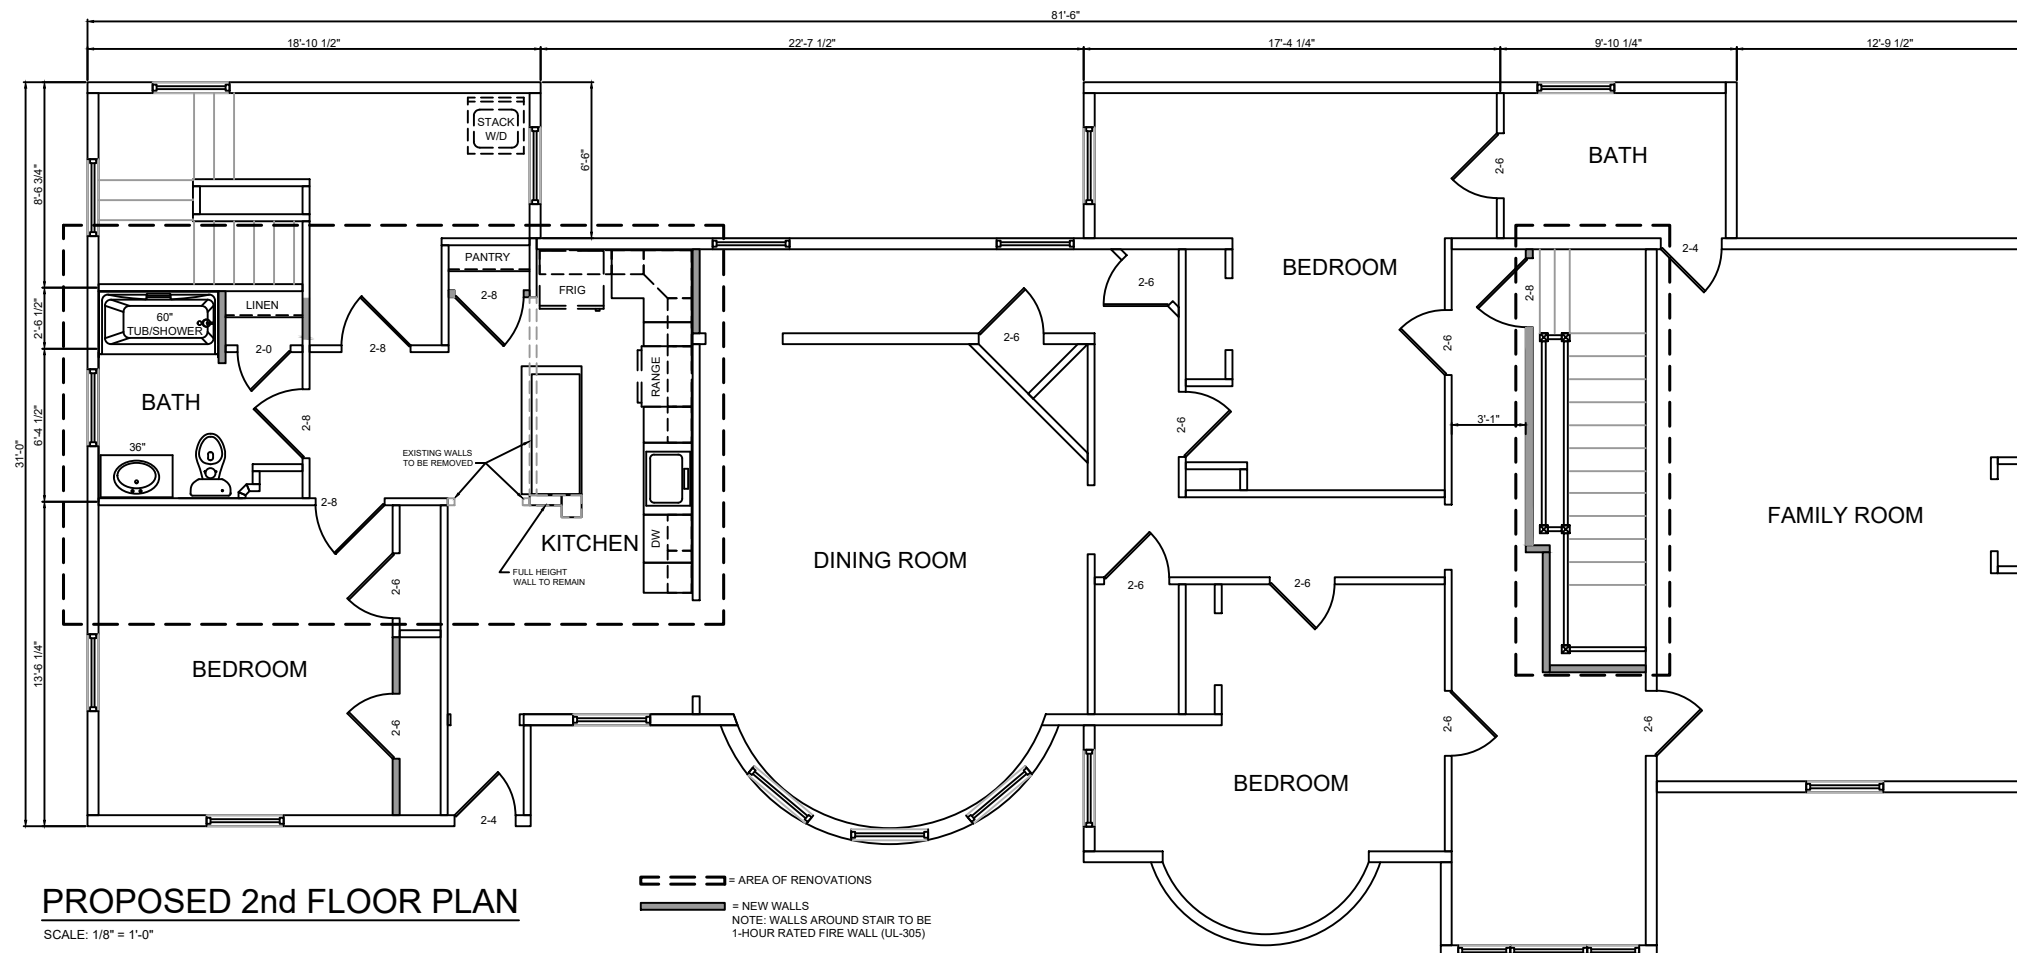 81'-6"
18'-10 1/2"
22'-7 1/2"
17'-4 1/4"
9'-10 1/4"
12'-9 1/2"
STACK
W/D
6'-6"
8'-6 3/4"
2-6
BATH
PANTRY
2-8
FRIG
BEDROOM
2-6
2-4
2-8
2'-6 1/2"
LINEN
60"
TUB/SHOWER
2-0
2-8
2-6
2-6
RANGE
BATH
6'-4 1/2"
31'-0"
2-8
36"
EXISTING WALLS
TO BE REMOVED
2-6
3'-1"
2-8
KITCHEN
DW
FULL HEIGHT
WALL TO REMAIN
DINING ROOM
FAMILY ROOM
2-6
2-6
2-6
13'-6 1/4"
BEDROOM
2-6
2-6
2-6
BEDROOM
2-4
PROPOSED 2nd FLOOR PLAN
SCALE: 1/8" = 1'-0"
= AREA OF RENOVATIONS
= NEW WALLS
NOTE: WALLS AROUND STAIR TO BE
1-HOUR RATED FIRE WALL (UL-305)